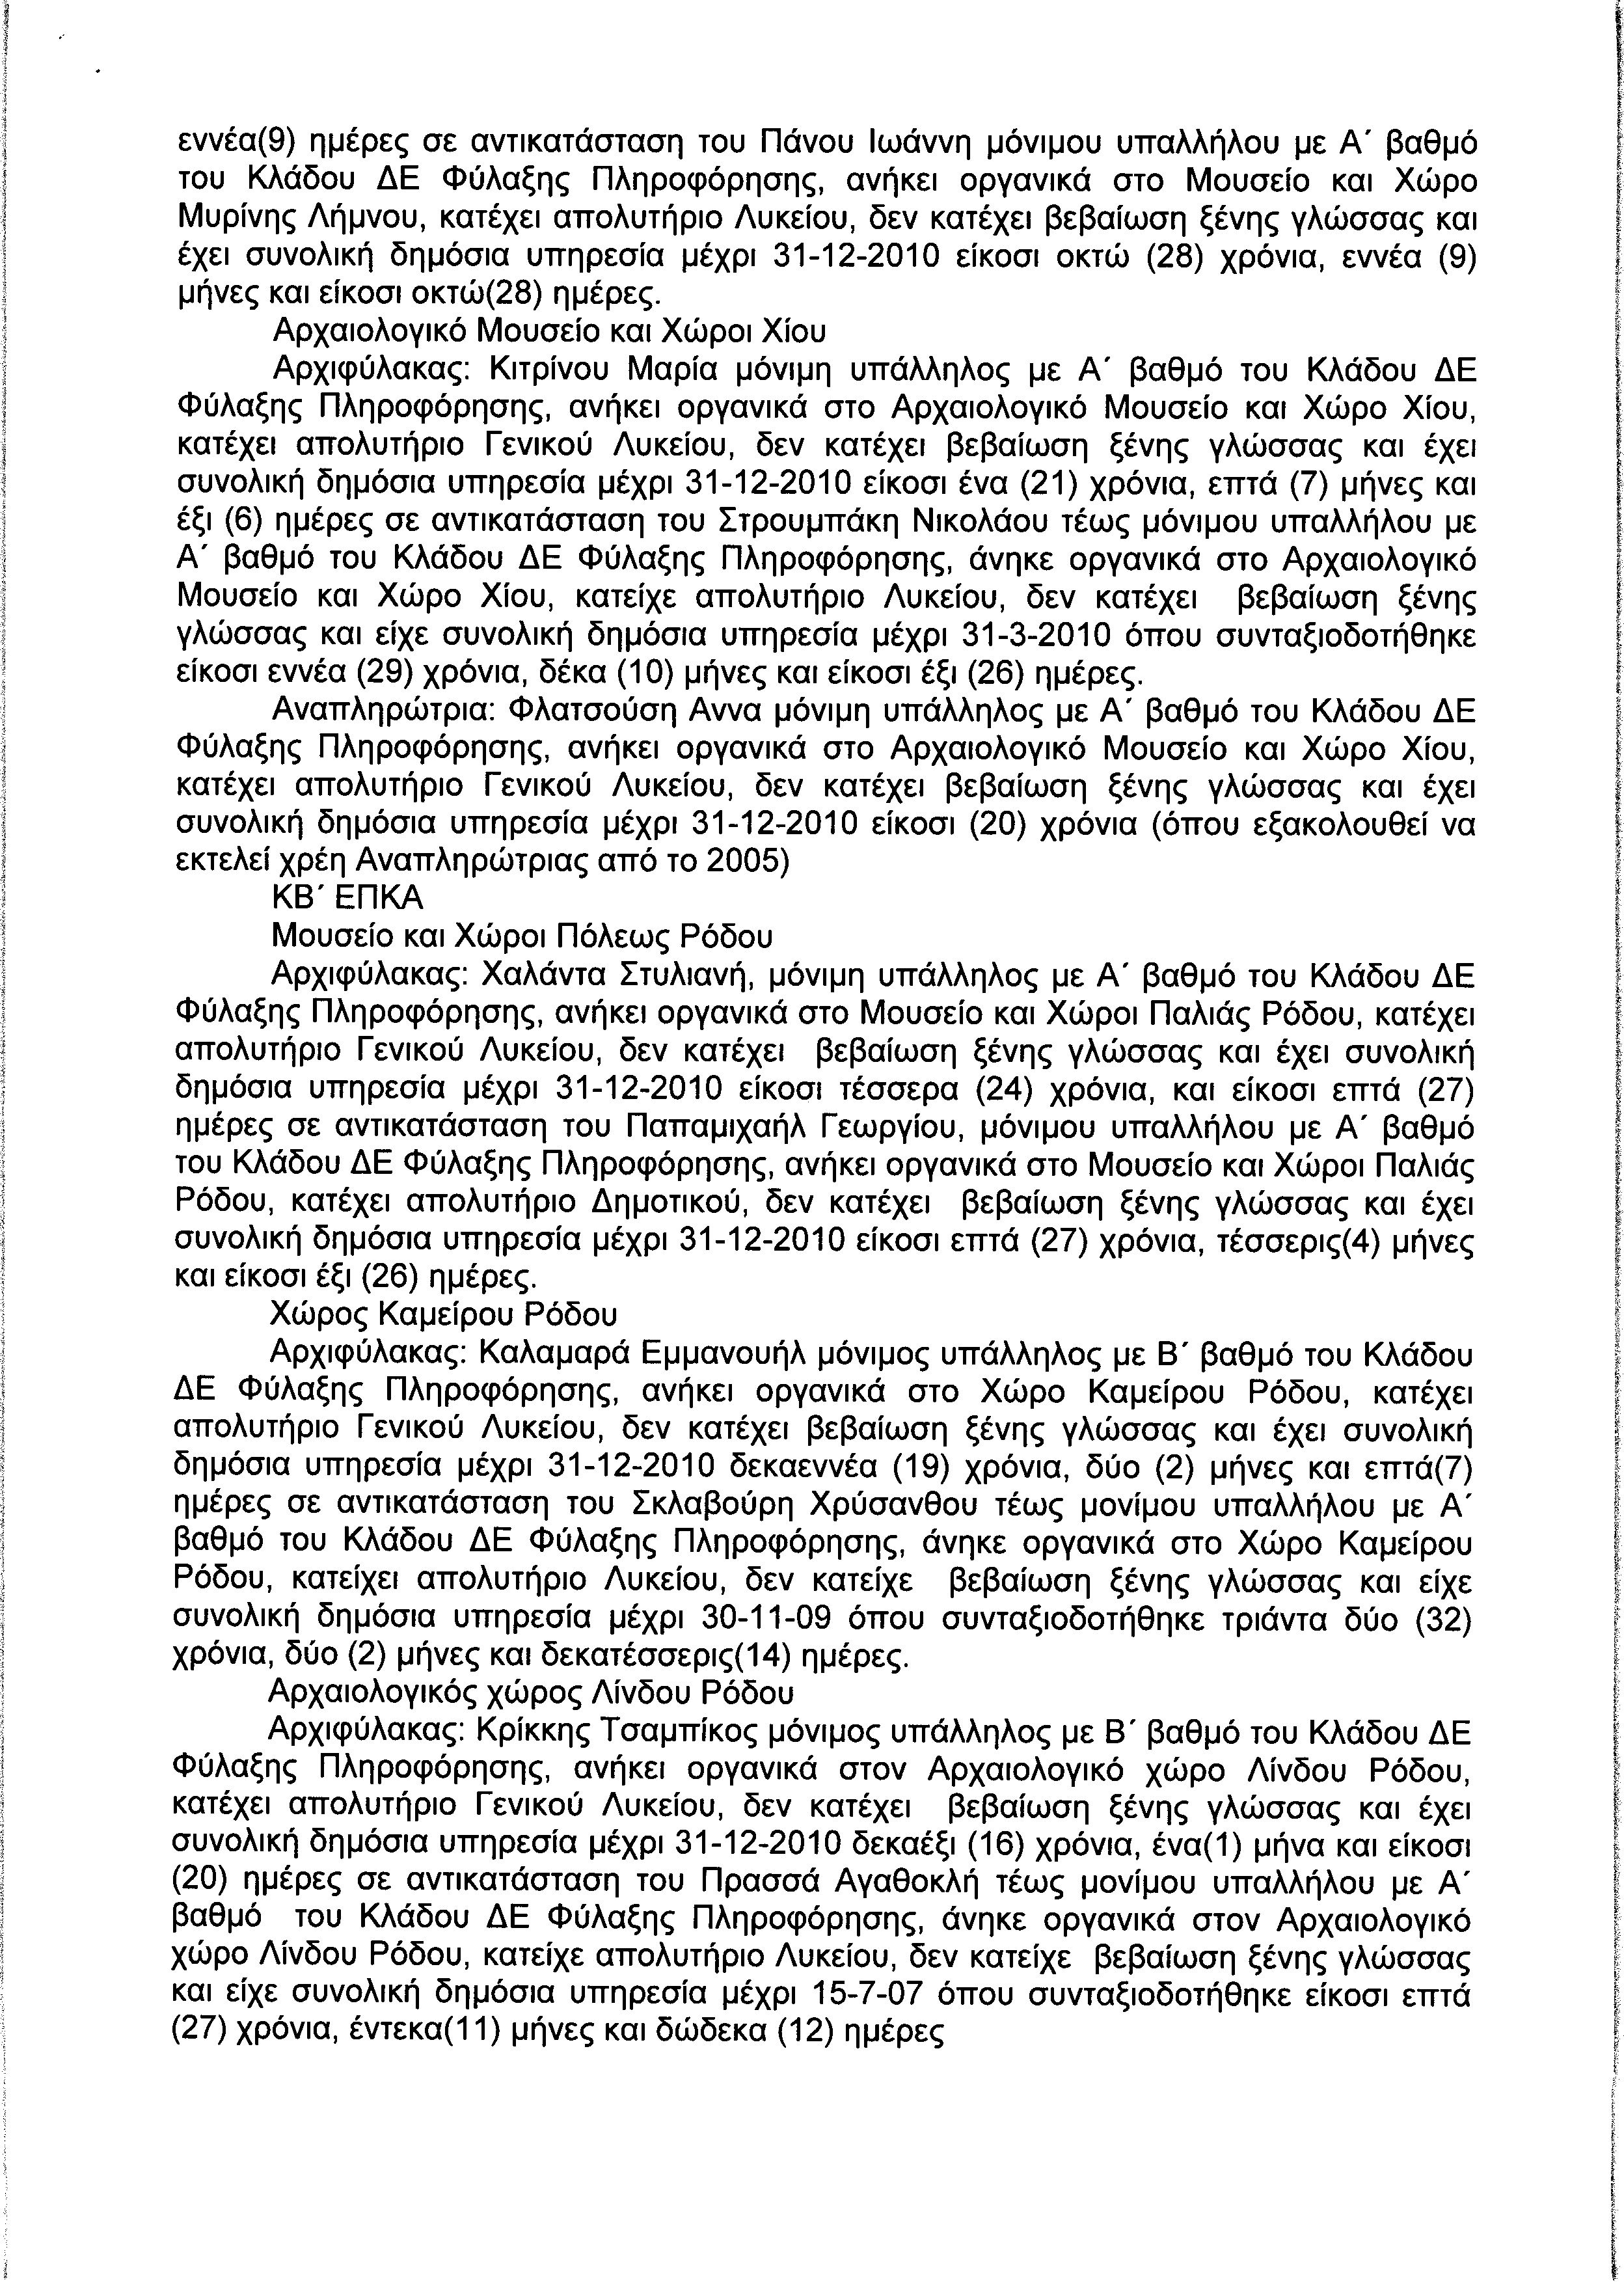 εννέα(9) ημέρες σε αντικατάσταση του Πάνου Ιωάννη μόνιμου υπαλλήλου με Α΄ βαθμό
του Κλάδου ΔΕ Φύλαξης Πληροφόρησης, ανήκει οργανικά στο Μουσείο και Χώρο
Μυρίνης Λήμνου, κατέχει απολυτήριο Λυκείου, δεν κατέχει βεβαίωση ξένης γλώσσας και
έχει συνολική δημόσια υπηρεσία μέχρι 31-12-2010 είκοσι οκτώ (28) χρόνια, εννέα (9)
μήνες και είκοσι οκτώ(28) ημέρες.
Αρχαιολογικό Μουσείο και Χώροι Χίου
Αρχιφύλακας: Κιτρίνου Μαρία μόνιμη υπάλληλος με Α΄ βαθμό του Κλάδου ΔΕ
Φύλαξης Πληροφόρησης, ανήκει οργανικά στο Αρχαιολογικό Μουσείο και Χώρο Χίου,
κατέχει απολυτήριο Γενικού Λυκείου, δεν κατέχει βεβαίωση ξένης γλώσσας και έχει
συνολική δημόσια υπηρεσία μέχρι 31-12-2010 είκοσι ένα (21) χρόνια, επτά (7) μήνες και
έξι (6) ημέρες σε αντικατάσταση του Στρουμπάκη Νικολάου τέως μόνιμου υπαλλήλου με
Α΄ βαθμό του Κλάδου ΔΕ Φύλαξης Πληροφόρησης, άνηκε οργανικά στο Αρχαιολογικό
Μουσείο και Χώρο Χίου, κατείχε απολυτήριο Λυκείου, δεν κατέχει βεβαίωση ξένης
γλώσσας και είχε συνολική δημόσια υπηρεσία μέχρι 31-3-2010 όπου συνταξιοδοτήθηκε
είκοσι εννέα (29) χρόνια, δέκα (10) μήνες και είκοσι έξι (26) ημέρες.
Αναπληρώτρια: Φλατσούση Αννα μόνιμη υπάλληλος με Α΄ βαθμό του Κλάδου ΔΕ
Φύλαξης Πληροφόρησης, ανήκει οργανικά στο Αρχαιολογικό Μουσείο και Χώρο Χίου,
κατέχει απολυτήριο Γενικού Λυκείου, δεν κατέχει βεβαίωση ξένης γλώσσας και έχει
συνολική δημόσια υπηρεσία μέχρι 31-12-2010 είκοσι (20) χρόνια (όπου εξακολουθεί να
εκτελεί χρέη Αναπληρώτριας από το 2005)
ΚΒ΄ ΕΠΚΑ
Μουσείο και Χώροι Πόλεως Ρόδου
Αρχιφύλακας: Χαλάντα Στυλιανή, μόνιμη υπάλληλος με Α΄ βαθμό του Κλάδου ΔΕ
Φύλαξης Πληροφόρησης, ανήκει οργανικά στο Μουσείο και Χώροι Παλιάς Ρόδου, κατέχει
απολυτήριο Γενικού Λυκείου, δεν κατέχει βεβαίωση ξένης γλώσσας και έχει συνολική
δημόσια υπηρεσία μέχρι 31-12-2010 είκοσι τέσσερα (24) χρόνια, και είκοσι επτά (27)
ημέρες σε αντικατάσταση του Παπαμιχαήλ Γεωργίου, μόνιμου υπαλλήλου με Α΄ βαθμό
του Κλάδου ΔΕ Φύλαξης Πληροφόρησης, ανήκει οργανικά στο Μουσείο και Χώροι Παλιάς
Ρόδου, κατέχει απολυτήριο Δημοτικού, δεν κατέχει βεβαίωση ξένης γλώσσας και έχει
συνολική δημόσια υπηρεσία μέχρι 31-12-2010 είκοσι επτά (27) χρόνια, τέσσερις(4) μήνες
και είκοσι έξι (26) ημέρες.
Χώρος Καμείρου Ρόδου
Αρχιφύλακας: Καλαμαρά Εμμανουήλ μόνιμος υπάλληλος με Β΄ βαθμό του Κλάδου
ΔΕ Φύλαξης Πληροφόρησης, ανήκει οργανικά στο Χώρο Καμείρου Ρόδου, κατέχει
απολυτήριο Γενικού Λυκείου, δεν κατέχει βεβαίωση ξένης γλώσσας και έχει συνολική
δημόσια υπηρεσία μέχρι 31-12-2010 δεκαεννέα (19) χρόνια, δύο (2) μήνες και επτά(7)
ημέρες σε αντικατάσταση του Σκλαβούρη Χρύσανθου τέως μονίμου υπαλλήλου με Α΄
βαθμό του Κλάδου ΔΕ Φύλαξης Πληροφόρησης, άνηκε οργανικά στο Χώρο Καμείρου
Ρόδου, κατείχει απολυτήριο Λυκείου, δεν κατείχε βεβαίωση ξένης γλώσσας και είχε
συνολική δημόσια υπηρεσία μέχρι 30-11-09 όπου συνταξιοδοτήθηκε τριάντα δύο (32)
χρόνια, δύο (2) μήνες και δεκατέσσερις(14) ημέρες.
Αρχαιολογικός χώρος Λίνδου Ρόδου
Αρχιφύλακας: Κρίκκης Τσαμπίκος μόνιμος υπάλληλος με Β΄ βαθμό του Κλάδου ΔΕ
Φύλαξης Πληροφόρησης, ανήκει οργανικά στον Αρχαιολογικό χώρο Λίνδου Ρόδου,
κατέχει απολυτήριο Γενικού Λυκείου, δεν κατέχει βεβαίωση ξένης γλώσσας και έχει
συνολική δημόσια υπηρεσία μέχρι 31-12-2010 δεκαέξι (16) χρόνια, ένα(1) μήνα και είκοσι
(20) ημέρες σε αντικατάσταση του Πρασσά Αγαθοκλή τέως μονίμου υπαλλήλου με Α΄
βαθμό του Κλάδου ΔΕ Φύλαξης Πληροφόρησης, άνηκε οργανικά στον Αρχαιολογικό
χώρο Λίνδου Ρόδου, κατείχε απολυτήριο Λυκείου, δεν κατείχε βεβαίωση ξένης γλώσσας
και είχε συνολική δημόσια υπηρεσία μέχρι 15-7-07 όπου συνταξιοδοτήθηκε είκοσι επτά
(27) χρόνια, έντεκα(11) μήνες και δώδεκα (12) ημέρες